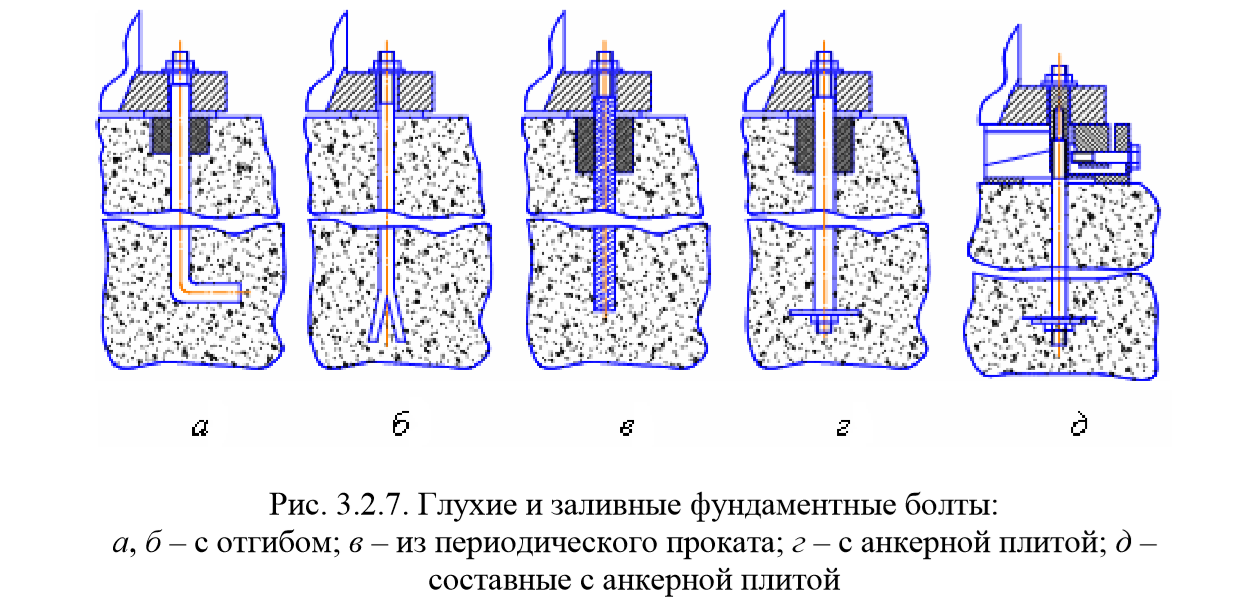 а б в г д
Рис. 3.2.7. Глухие и заливные фундаментные болты:
а, б – с отгибом; в – из периодического проката; г – с анкерной плитой; д –
составные с анкерной плитой